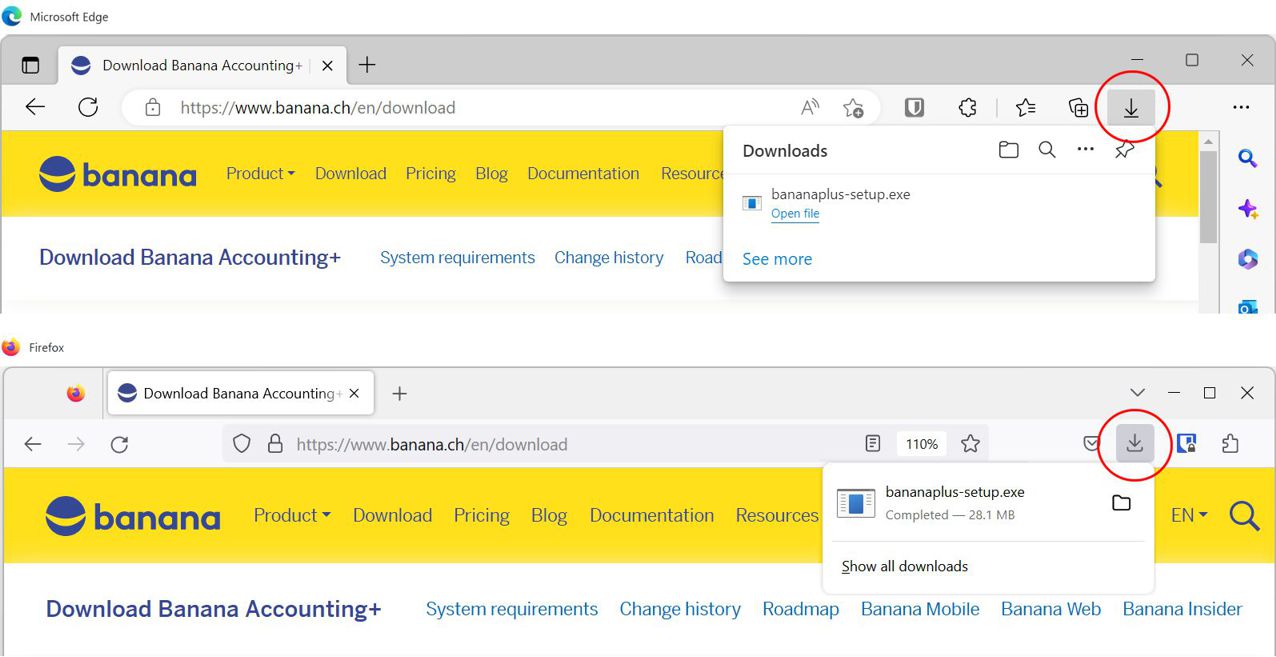 Microsoft Edge
Download Banana Accounting+
https://www.banana.ch/en/download
Downloads
banana
Product
Download
Pricing
Blog
Documentation
bananaplus-setup.exe
Open file
Download Banana Accounting+
System requirements
Change history
See more
Firefox
Download Banana Accounting+
https://www.banana.ch/en/download
110%
bananaplus-setup.exe
Completed — 28.1 MB
banana
Product
Download
Pricing
Blog
Documentation
Resources
EN
Show all downloads
Download Banana Accounting+
System requirements
Change history
Roadmap
Banana Mobile
Banana Web
Banana Insider